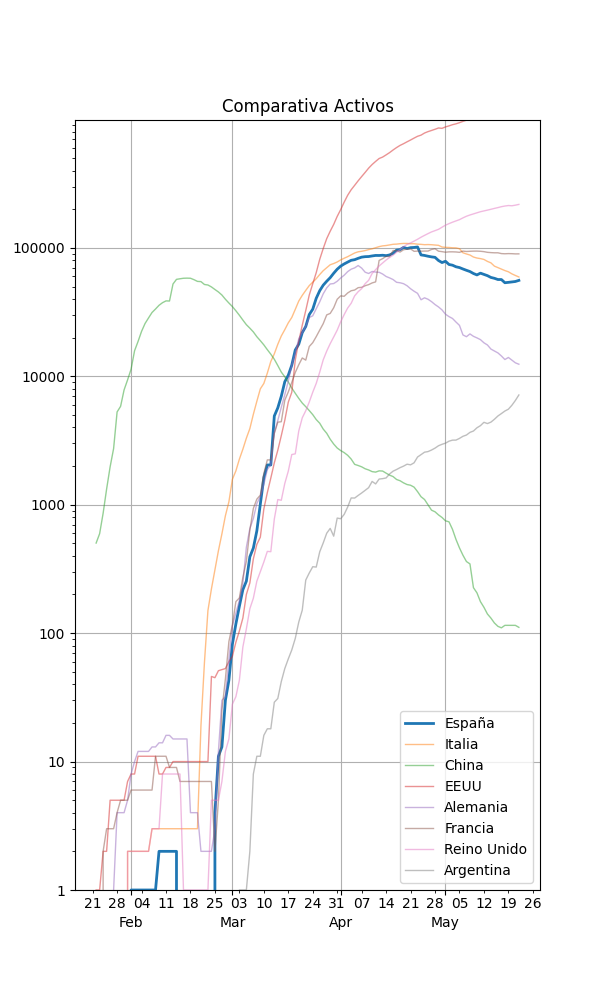 Comparativa Activos
100000
10000
1000
100
10
1
España
Italia
China
EEUU
Alemania
Francia
Reino Unido
Argentina
21 28 04 11 18 25 03 10 17 24 31 07 14 21 28 05 12 19 26
Feb Mar Apr May